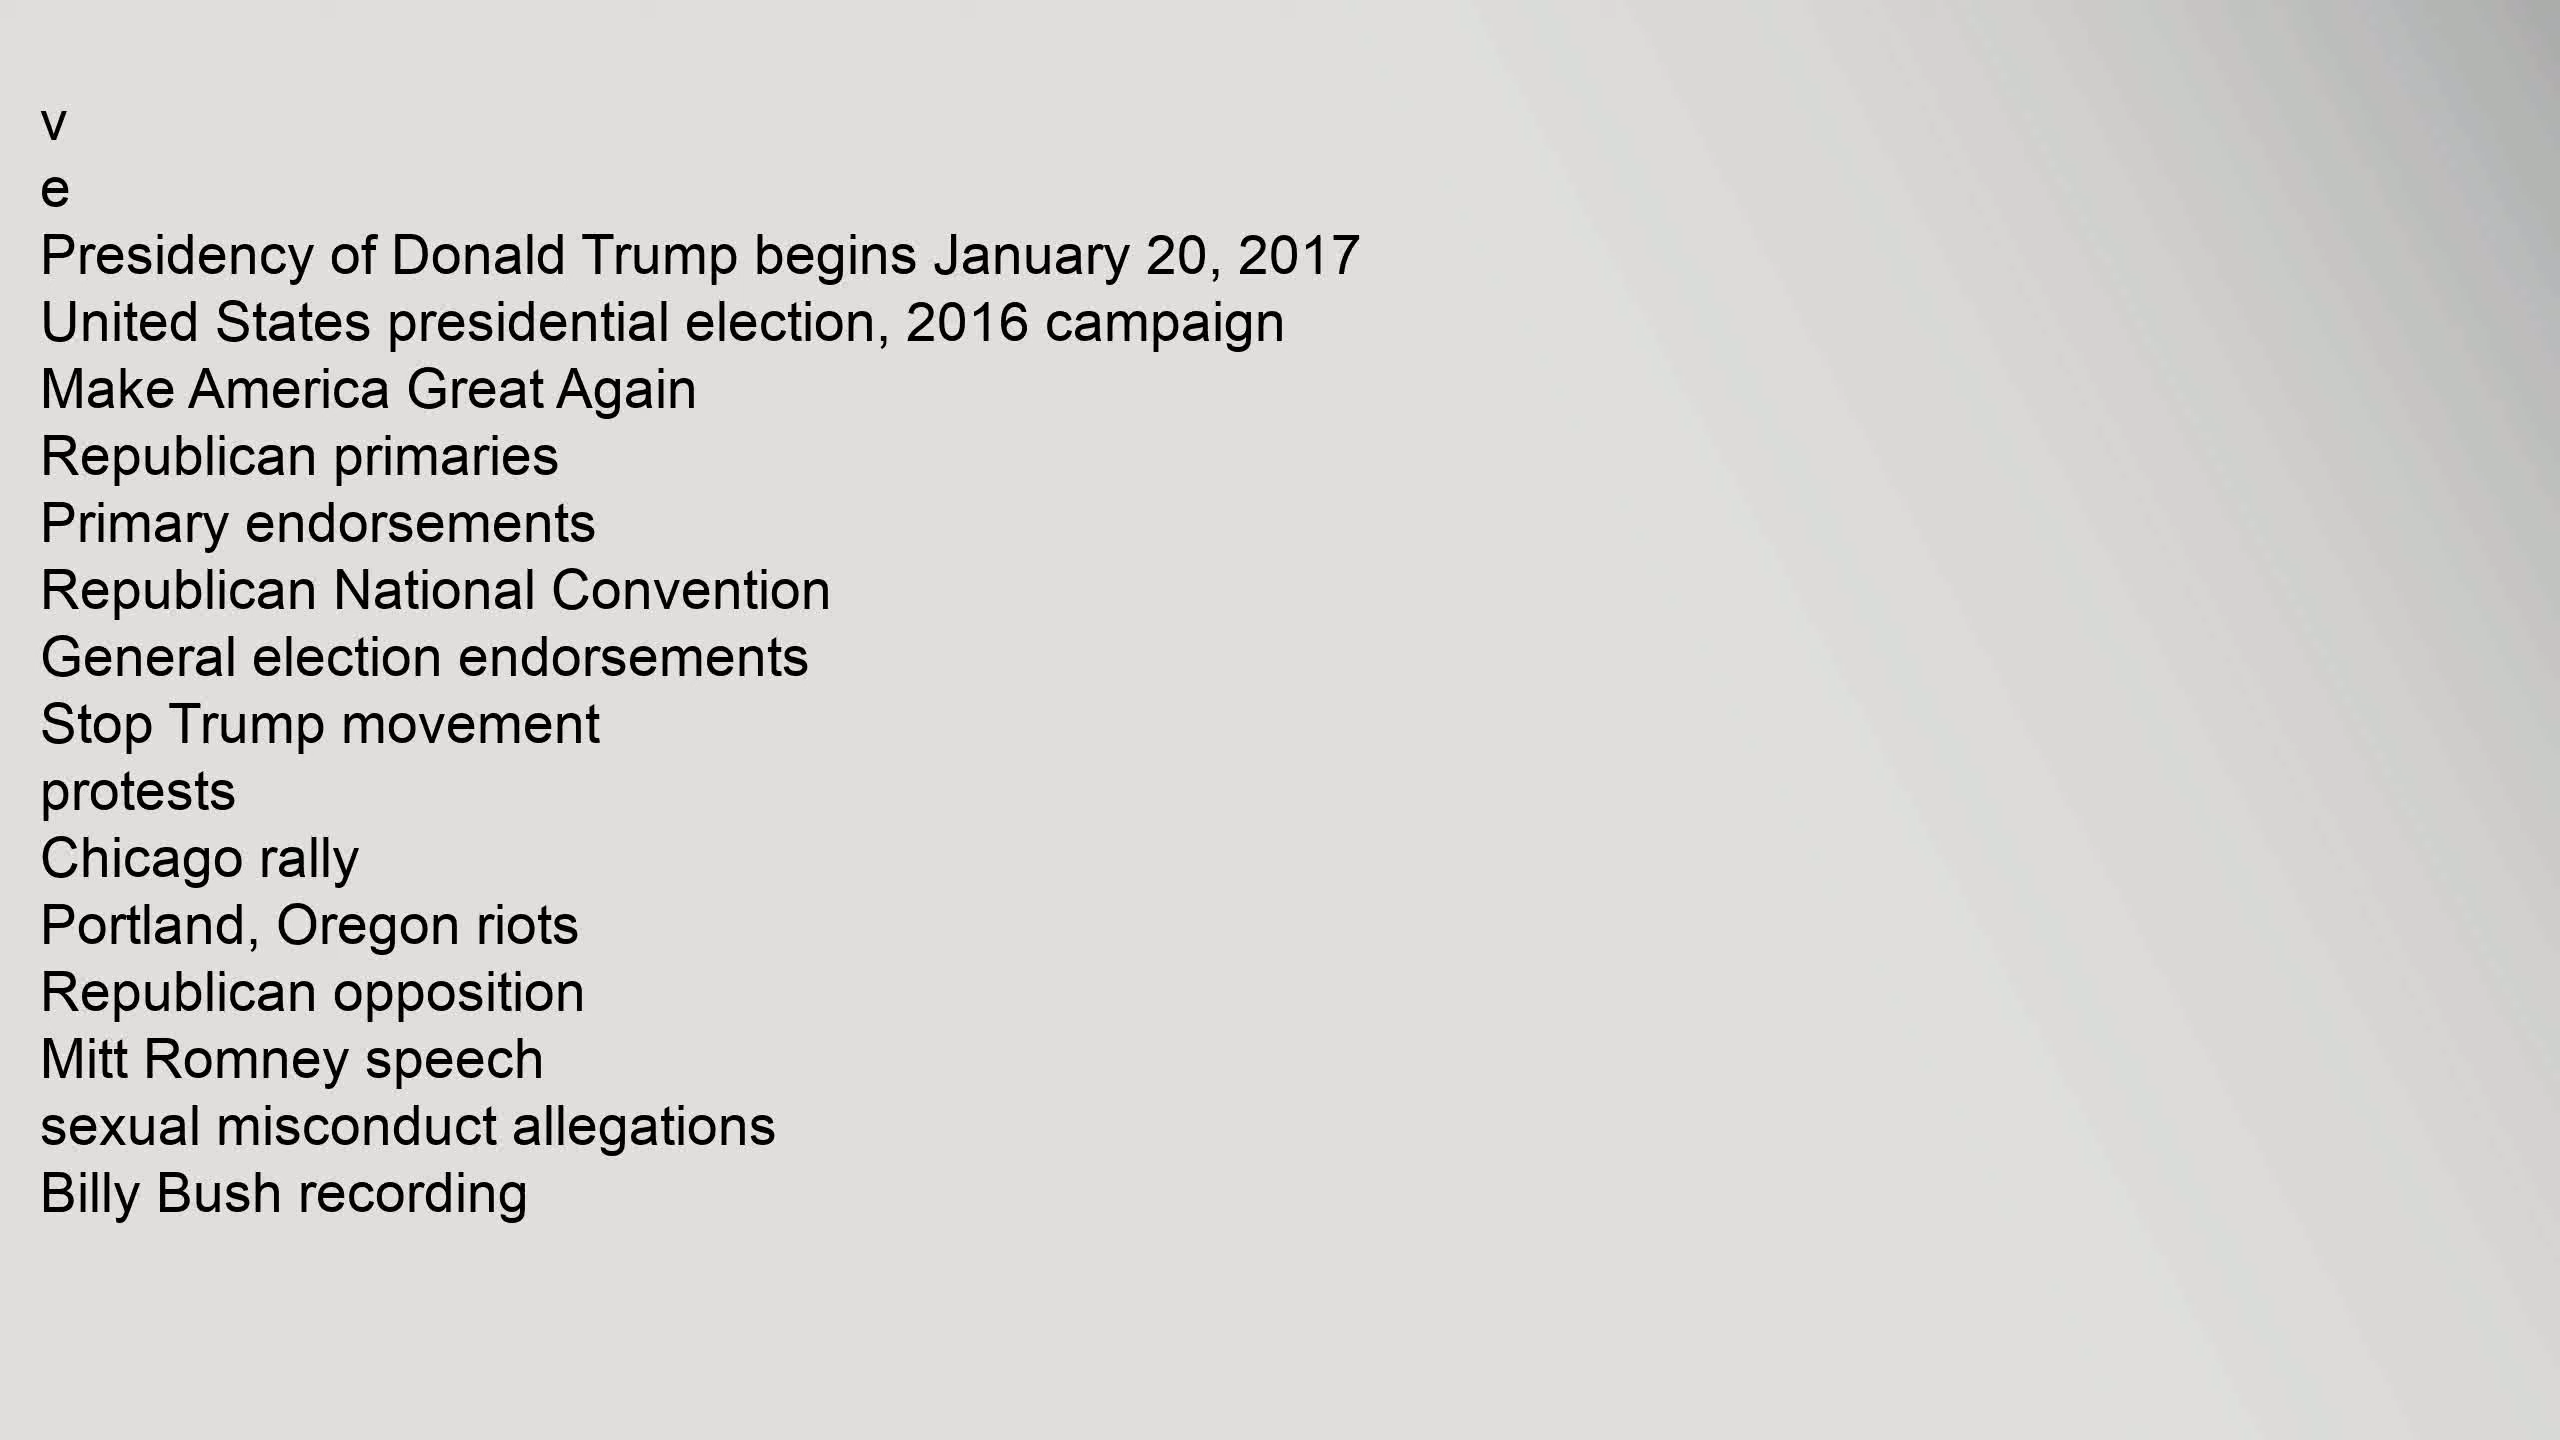 v
e
Presidency of Donald Trump begins January 20, 2017
United States presidential election, 2016 campaign
Make America Great Again
Republican primaries
Primary endorsements
Republican National Convention
General election endorsements
Stop Trump movement
protests
Chicago rally
Portland, Oregon riots
Republican opposition
Mitt Romney speech
sexual misconduct allegations
Billy Bush recording